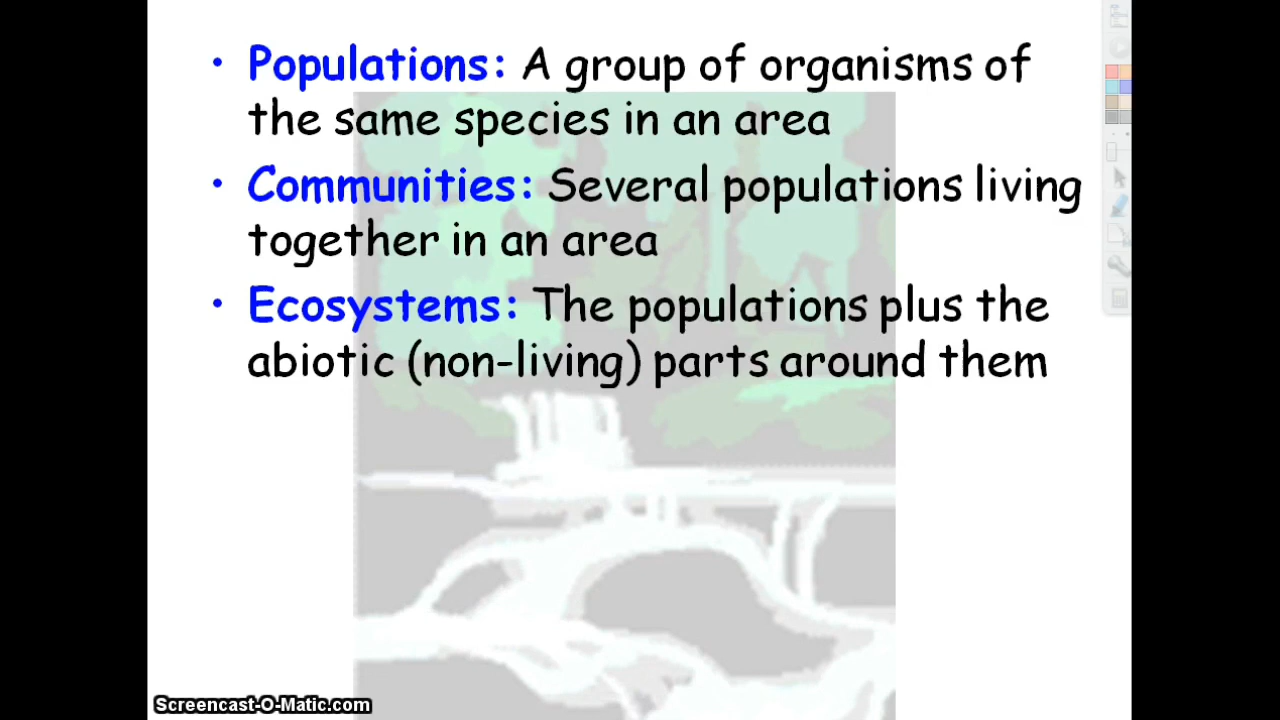 • Populations: A group of organisms of
the same species in an area
• Communities: Several populations living
together in an area
• Ecosystems: The populations plus the
abiotic (non-living) parts around them
Screencast-O-Matic.com